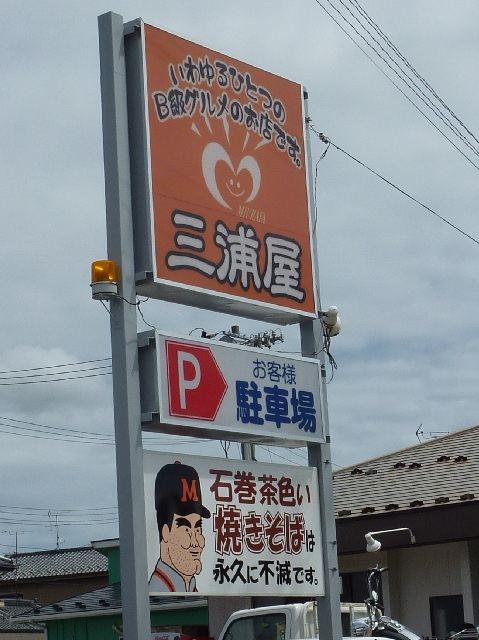 いわゆるひとつの
B級グルメのお店です。
MIURAYA
三浦屋
P
お客様
駐車場
M
石巻茶色い
焼きそばは
永久に不滅です。